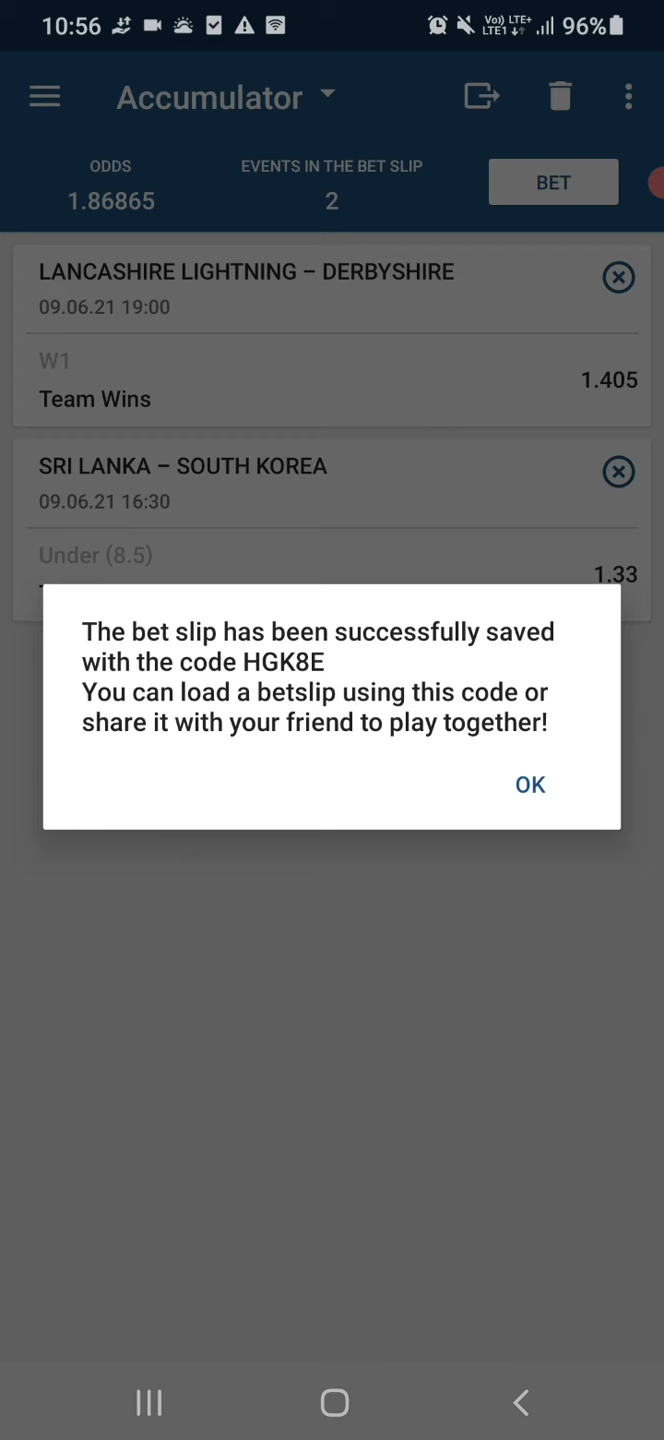 10:56
Vo)) LTE+
LTE1
96%
Accumulator
ODDS
EVENTS IN THE BET SLIP
BET
1.86865
2
LANCASHIRE LIGHTNING – DERBYSHIRE
09.06.21 19:00
W1
1.405
Team Wins
SRI LANKA – SOUTH KOREA
09.06.21 16:30
Under (8.5)
1.33
The bet slip has been successfully saved
with the code HGK8E
You can load a betslip using this code or
share it with your friend to play together!
OK